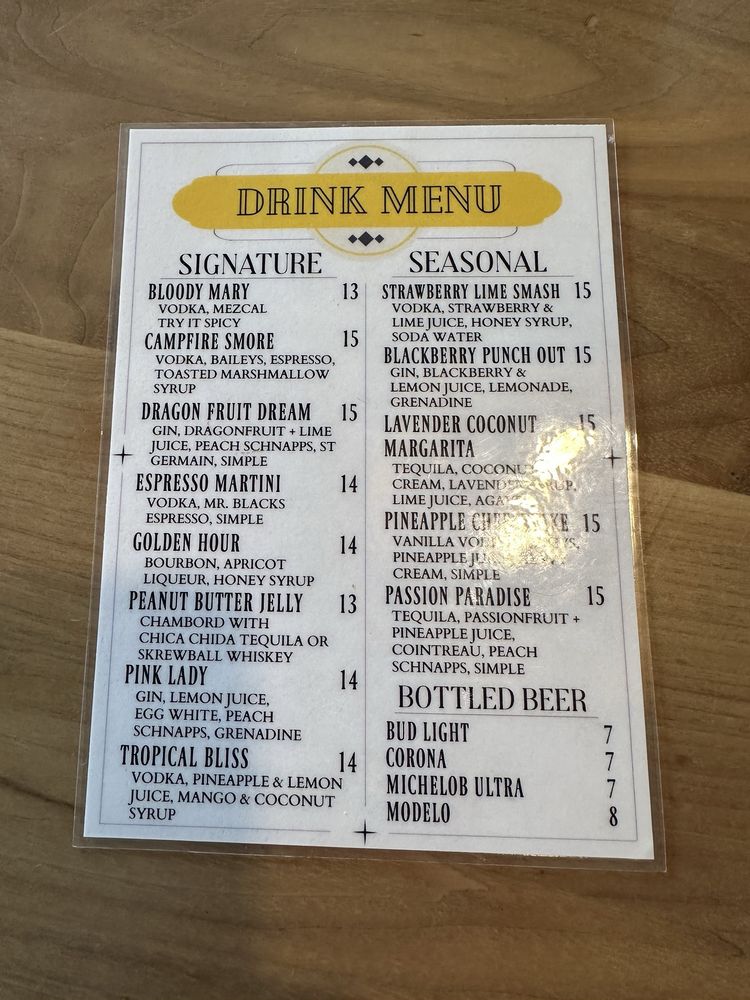 DRINK MENU
SIGNATURE
BLOODY MARY 13
VODKA, MEZCAL
TRY IT SPICY
CAMPFIRE SMORE 15
VODKA, BAILEYS, ESPRESSO,
TOASTED MARSHMALLOW
SYRUP
DRAGON FRUIT DREAM 15
GIN, DRAGONFRUIT + LIME
JUICE, PEACH SCHNAPPS, ST
GERMAIN, SIMPLE
ESPRESSO MARTINI 14
VODKA, MR. BLACKS
ESPRESSO, SIMPLE
GOLDEN HOUR 14
BOURBON, APRICOT
LIQUEUR, HONEY SYRUP
PEANUT BUTTER JELLY 13
CHAMBORD WITH
CHICA CHIDA TEQUILA OR
SKREWBALL WHISKEY
PINK LADY 14
GIN, LEMON JUICE,
EGG WHITE, PEACH
SCHNAPPS, GRENADINE
TROPICAL BLISS 14
VODKA, PINEAPPLE & LEMON
JUICE, MANGO & COCONUT
SYRUP
SEASONAL
STRAWBERRY LIME SMASH 15
VODKA, STRAWBERRY &
LIME JUICE, HONEY SYRUP,
SODA WATER
BLACKBERRY PUNCH OUT 15
GIN, BLACKBERRY &
LEMON JUICE, LEMONADE,
GRENADINE
LAVENDER COCONUT 15
MARGARITA
TEQUILA, COCONUT
CREAM, LAVENDER SYRUP,
LIME JUICE, AGAVE
PINEAPPLE CHEESECAKE 15
VANILLA VODKA,
PINEAPPLE JUICE,
CREAM, SIMPLE
PASSION PARADISE 15
TEQUILA, PASSIONFRUIT +
PINEAPPLE JUICE,
COINTREAU, PEACH
SCHNAPPS, SIMPLE
BOTTLED BEER
BUD LIGHT 7
CORONA 7
MICHELOB ULTRA 7
MODELO 8